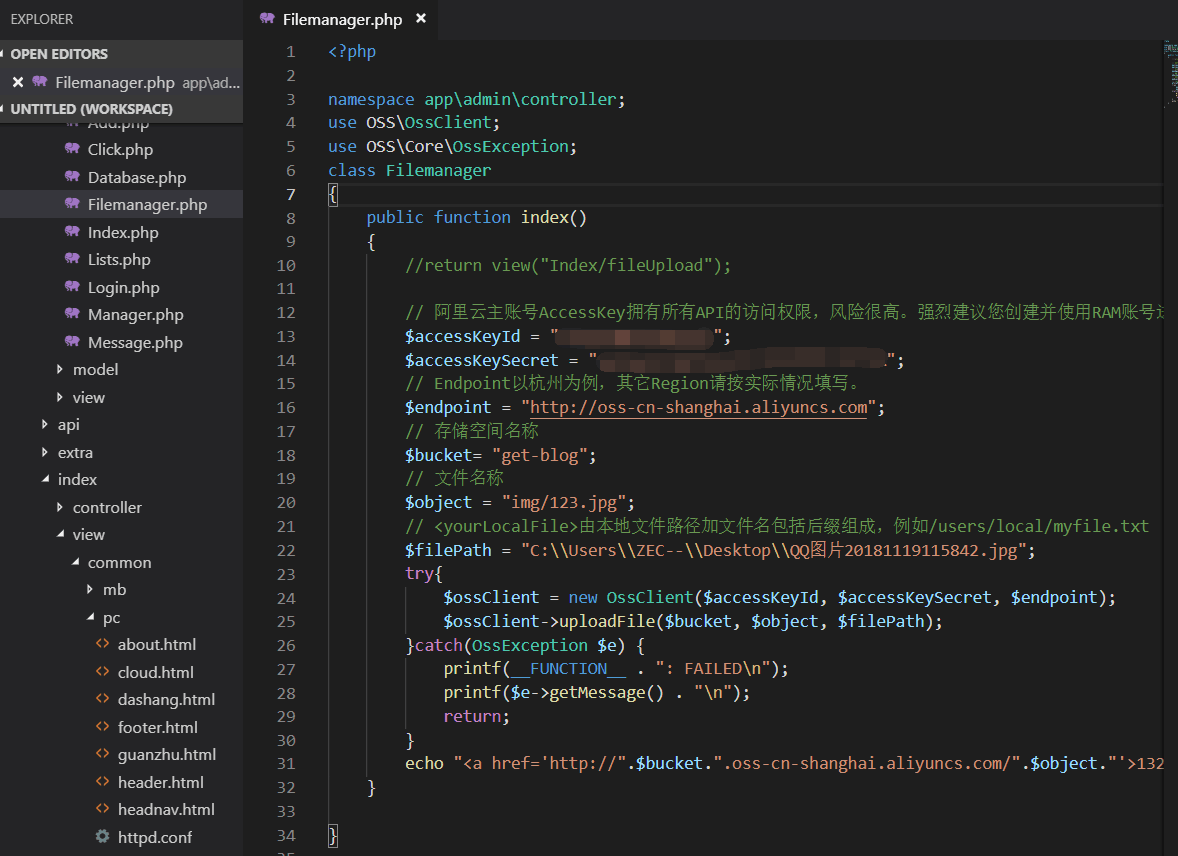 EXPLORER
OPEN EDITORS
Filemanager.php app\ad...
UNTITLED (WORKSPACE)
Add.php
Click.php
Database.php
Filemanager.php
Index.php
Lists.php
Login.php
Manager.php
Message.php
model
view
api
extra
index
controller
view
common
mb
pc
about.html
cloud.html
dashang.html
footer.html
guanzhu.html
header.html
headnav.html
httpd.conf
Filemanager.php
1 <?php
2
3 namespace app\admin\controller;
4 use OSS\OssClient;
5 use OSS\Core\OssException;
6 class Filemanager
7 {
8 public function index()
9 {
10 //return view("Index/fileUpload");
11
12 // 阿里云主账号AccessKey拥有所有API的访问权限，风险很高。强烈建议您创建并使用RAM账号
13 $accessKeyId = "";
14 $accessKeySecret = "";
15 // Endpoint以杭州为例，其它Region请按实际情况填写。
16 $endpoint = "http://oss-cn-shanghai.aliyuncs.com";
17 // 存储空间名称
18 $bucket= "get-blog";
19 // 文件名称
20 $object = "img/123.jpg";
21 // <yourLocalFile>由本地文件路径加文件名包括后缀组成，例如/users/local/myfile.txt
22 $filePath = "C:\\Users\\ZEC--\\Desktop\\QQ图片20181119115842.jpg";
23 try{
24 $ossClient = new OssClient($accessKeyId, $accessKeySecret, $endpoint);
25 $ossClient->uploadFile($bucket, $object, $filePath);
26 }catch(OssException $e) {
27 printf(__FUNCTION__ . ": FAILED\n");
28 printf($e->getMessage() . "\n");
29 return;
30 }
31 echo "<a href='http://".$bucket.".oss-cn-shanghai.aliyuncs.com/".$object."'>132
32 }
33
34 }